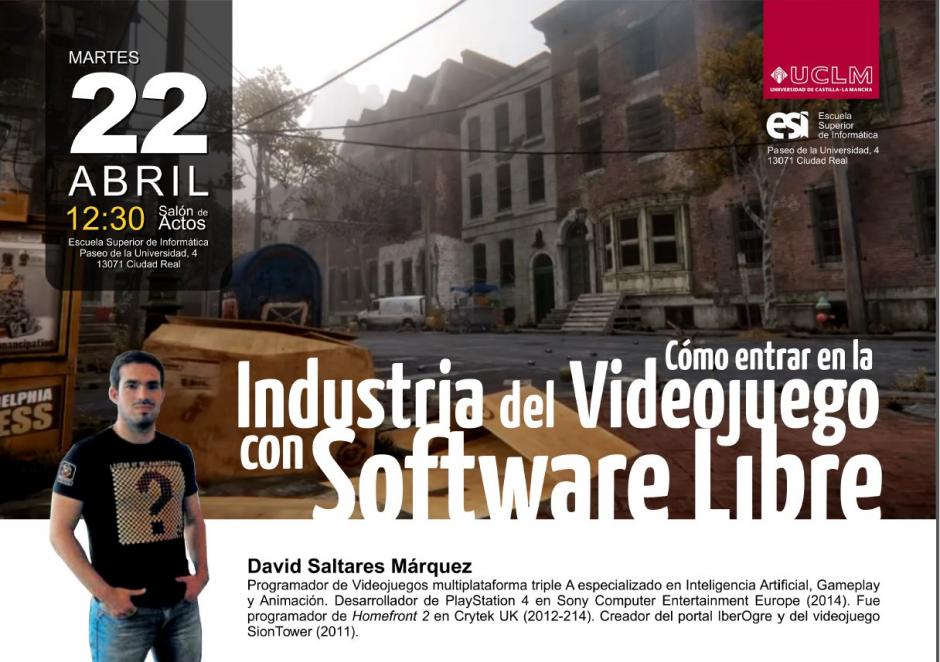 MARTES
22
ABRIL
12:30 Salón de Actos
Escuela Superior de Informática
Paseo de la Universidad, 4
13071 Ciudad Real
UCLM
UNIVERSIDAD DE CASTILLA-LA MANCHA
esi Escuela
Superior
de Informática
Paseo de la Universidad, 4
13071 Ciudad Real
Cómo entrar en la
Industria del Videojuego
con Software Libre
David Saltares Márquez
Programador de Videojuegos multiplataforma triple A especializado en Inteligencia Artificial, Gameplay
y Animación. Desarrollador de PlayStation 4 en Sony Computer Entertainment Europe (2014). Fue
programador de Homefront 2 en Crytek UK (2012-214). Creador del portal IberOgre y del videojuego
SionTower (2011).
mancipation
ELPHIA
ESS
?